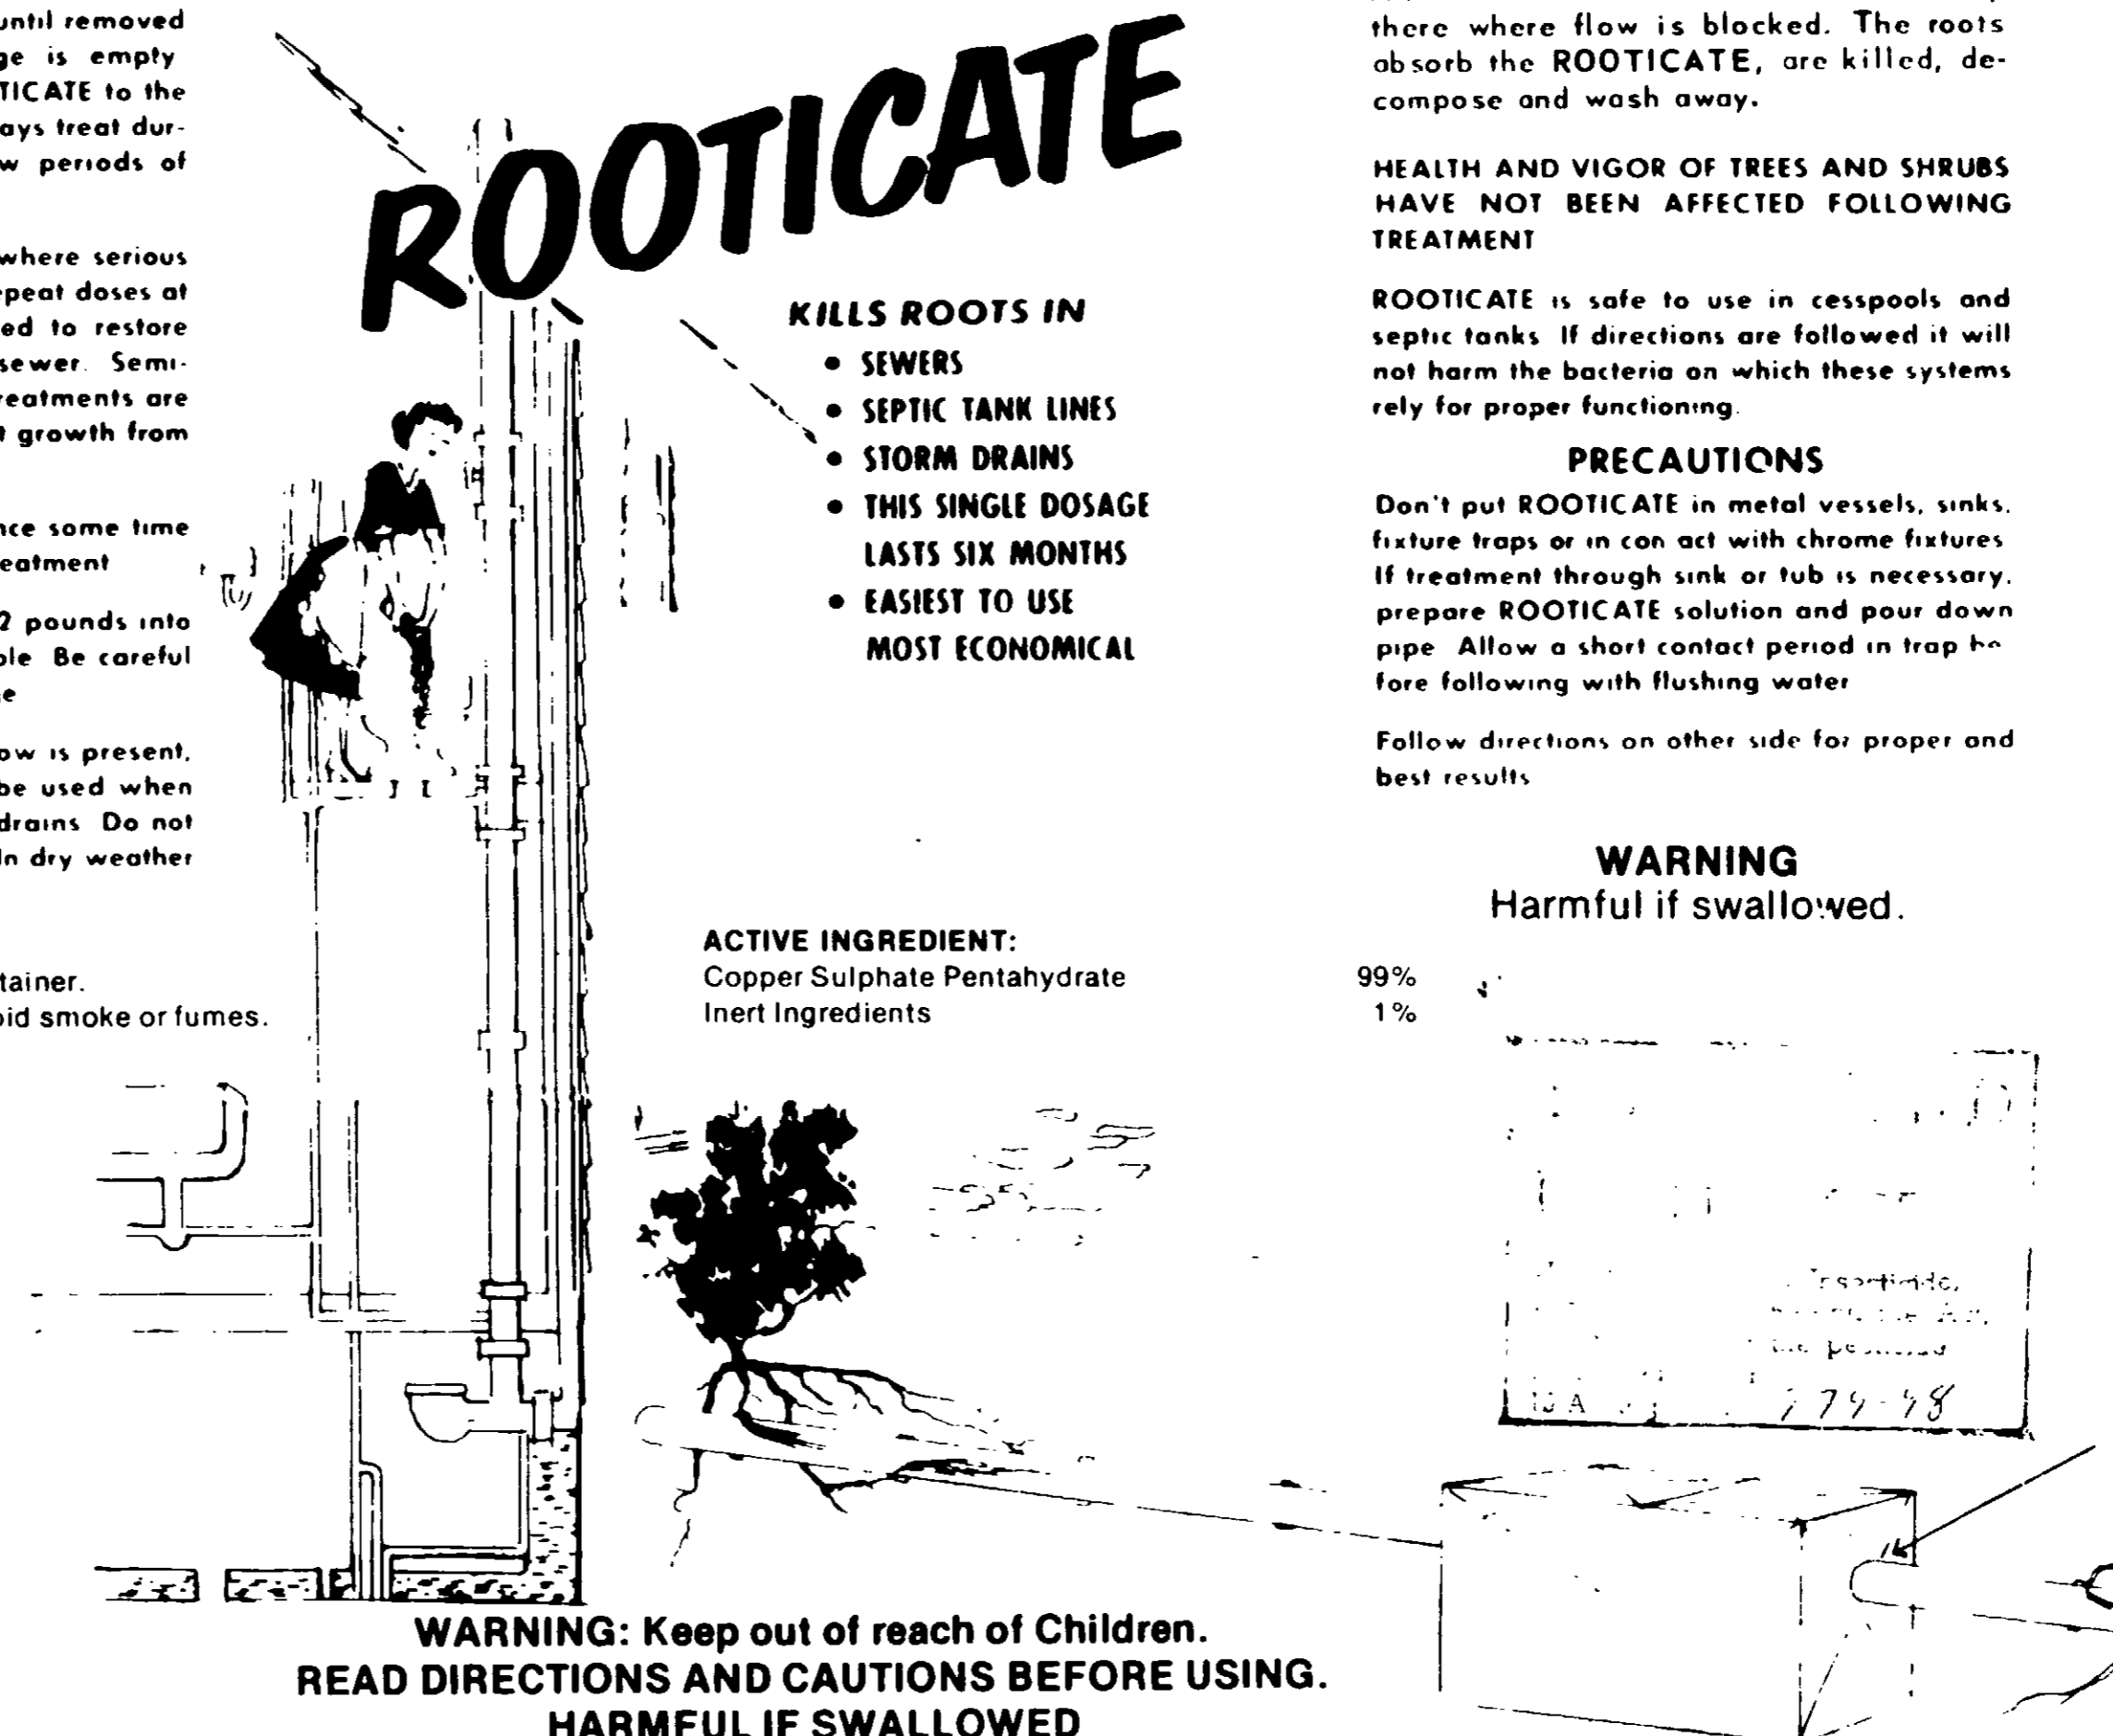 until removed
ge is empty
TICATE to the
ays treat dur-
w periods of
where serious
epeat doses at
ed to restore
sewer. Semi-
reatments are
t growth from
nce some time
eatment
2 pounds into
ole Be careful
e
ow is present,
be used when
drains Do not
In dry weather
tainer.
oid smoke or fumes.
ROOTICATE
KILLS ROOTS IN
• SEWERS
• SEPTIC TANK LINES
• STORM DRAINS
• THIS SINGLE DOSAGE
LASTS SIX MONTHS
• EASIEST TO USE
MOST ECONOMICAL
ACTIVE INGREDIENT:
Copper Sulphate Pentahydrate 99%
Inert Ingredients 1%
there where flow is blocked. The roots
absorb the ROOTICATE, are killed, de-
compose and wash away.
HEALTH AND VIGOR OF TREES AND SHRUBS
HAVE NOT BEEN AFFECTED FOLLOWING
TREATMENT
ROOTICATE is safe to use in cesspools and
septic tanks If directions are followed it will
not harm the bacteria on which these systems
rely for proper functioning.
PRECAUTIONS
Don't put ROOTICATE in metal vessels, sinks,
fixture traps or in con act with chrome fixtures
If treatment through sink or tub is necessary,
prepare ROOTICATE solution and pour down
pipe Allow a short contact period in trap be
fore following with flushing water
Follow directions on other side for proper and
best results
WARNING
Harmful if swallowed.
WARNING: Keep out of reach of Children.
READ DIRECTIONS AND CAUTIONS BEFORE USING.
HARMFUL IF SWALLOWED